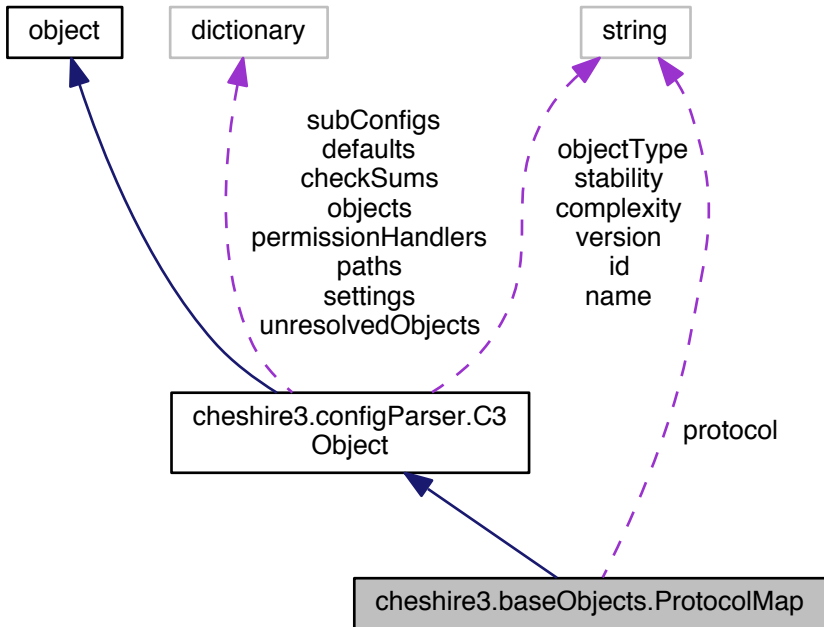 object
dictionary
string
subConfigs
defaults
checkSums
objects
permissionHandlers
paths
settings
unresolvedObjects
objectType
stability
complexity
version
id
name
cheshire3.configParser.C3
Object
protocol
cheshire3.baseObjects.ProtocolMap